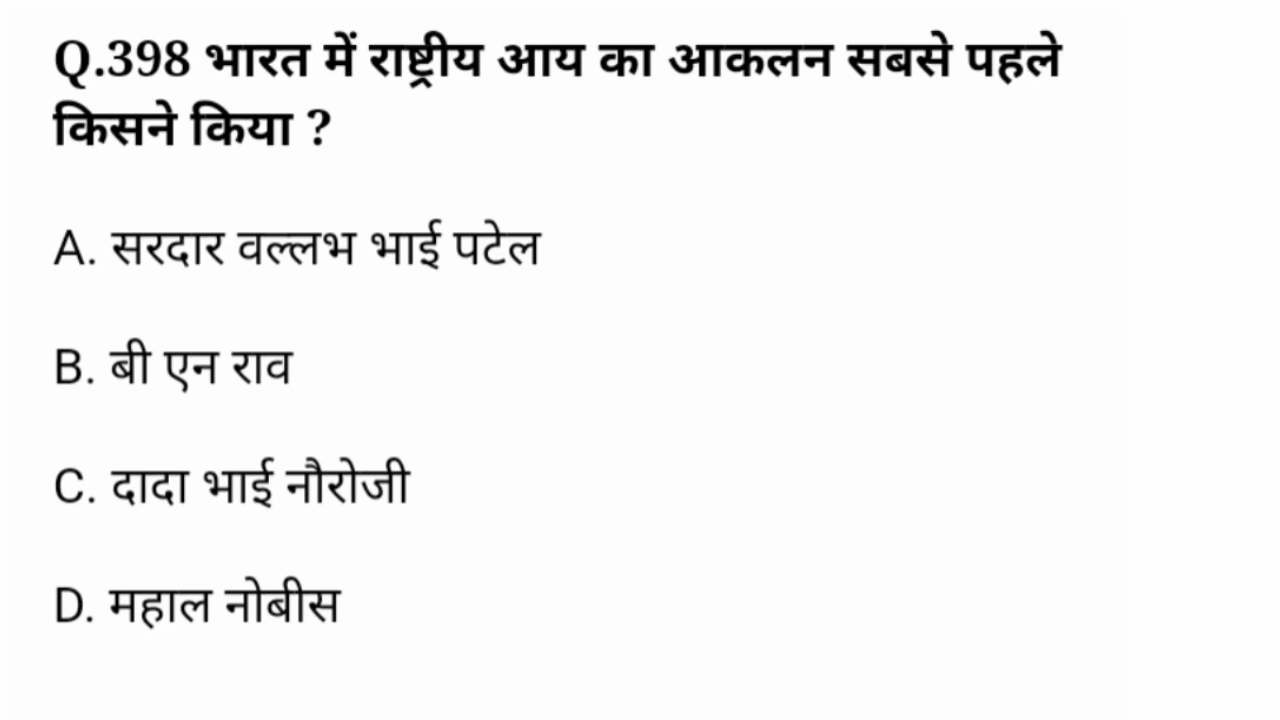 Q.398 भारत में राष्ट्रीय आय का आकलन सबसे पहले
किसने किया ?
A. सरदार वल्लभ भाई पटेल
B. बी एन राव
C. दादा भाई नौरोजी
D. महाल नोबीस